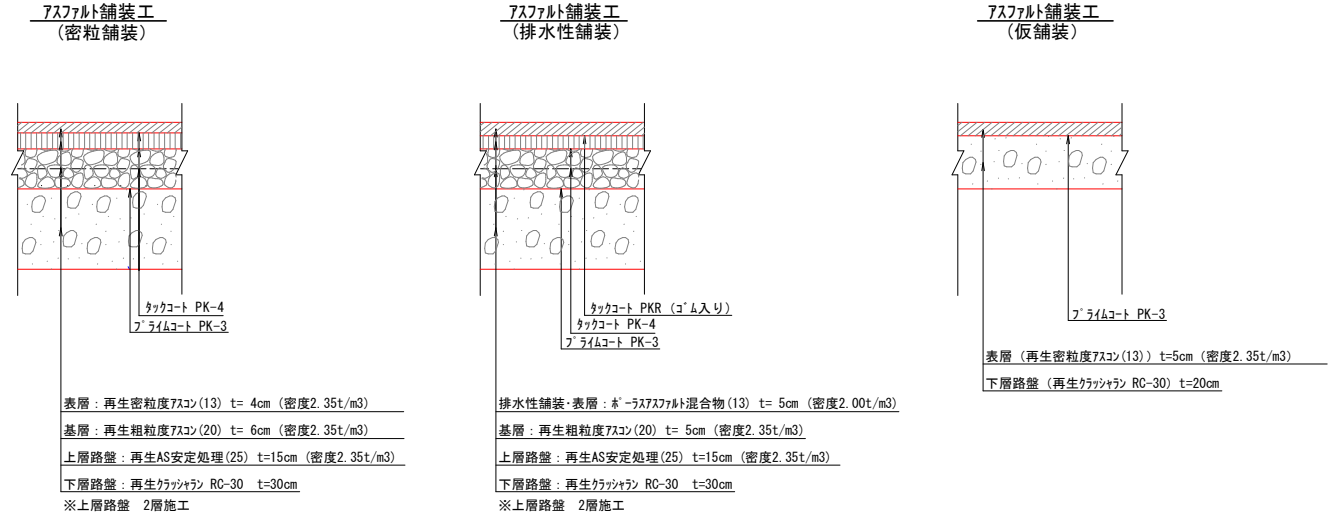 アスファルト舗装工
(密粒舗装)
タックコート PK-4
プライムコート PK-3
表層：再生密粒度アスコン(13) t= 4cm (密度2.35t/m3)
基層：再生粗粒度アスコン(20) t= 6cm (密度2.35t/m3)
上層路盤：再生AS安定処理(25) t=15cm (密度2.35t/m3)
下層路盤：再生クラッシャラン RC-30 t=30cm
※上層路盤 2層施工
アスファルト舗装工
(排水性舗装)
タックコート PKR (ゴム入り)
タックコート PK-4
プライムコート PK-3
排水性舗装・表層：ポーラスアスファルト混合物(13) t= 5cm (密度2.00t/m3)
基層：再生粗粒度アスコン(20) t= 5cm (密度2.35t/m3)
上層路盤：再生AS安定処理(25) t=15cm (密度2.35t/m3)
下層路盤：再生クラッシャラン RC-30 t=30cm
※上層路盤 2層施工
アスファルト舗装工
(仮舗装)
プライムコート PK-3
表層 (再生密粒度アスコン(13)) t=5cm (密度2.35t/m3)
下層路盤 (再生クラッシャラン RC-30) t=20cm